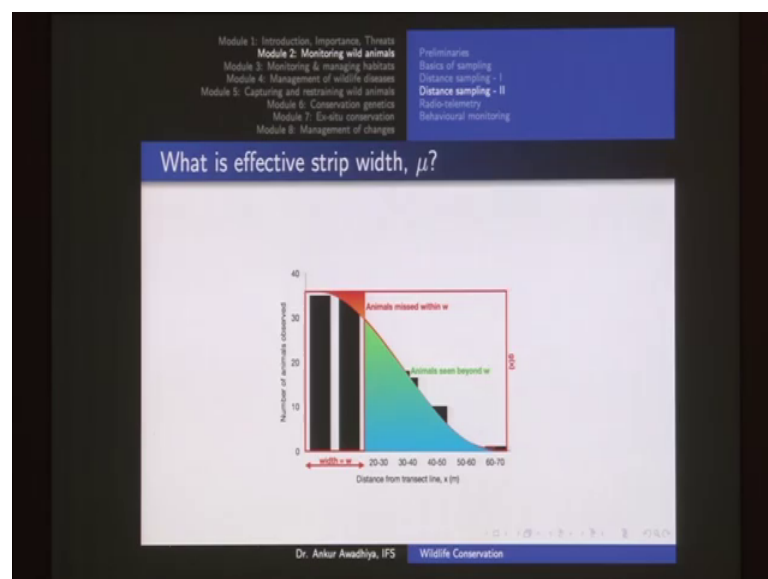 Module 1: Introduction, Importance, Threats
Module 2: Monitoring wild animals
Module 3: Monitoring & managing habitats
Module 4: Management of wildlife diseases
Module 5: Capturing and restraining wild animals
Module 6: Conservation genetics
Module 7: Ex-situ conservation
Module 8: Management of changes
Preliminaries
Basics of sampling
Distance sampling - I
Distance sampling - II
Radio-telemetry
Behavioural monitoring
What is effective strip width, μ?
40
30
20
10
0
Number of animals observed
Animals missed within w
Animals seen beyond w
g(x)
width = w
20-30 30-40 40-50 50-60 60-70
Distance from transect line, x (m)
Dr. Ankur Awadhiya, IFS
Wildlife Conservation